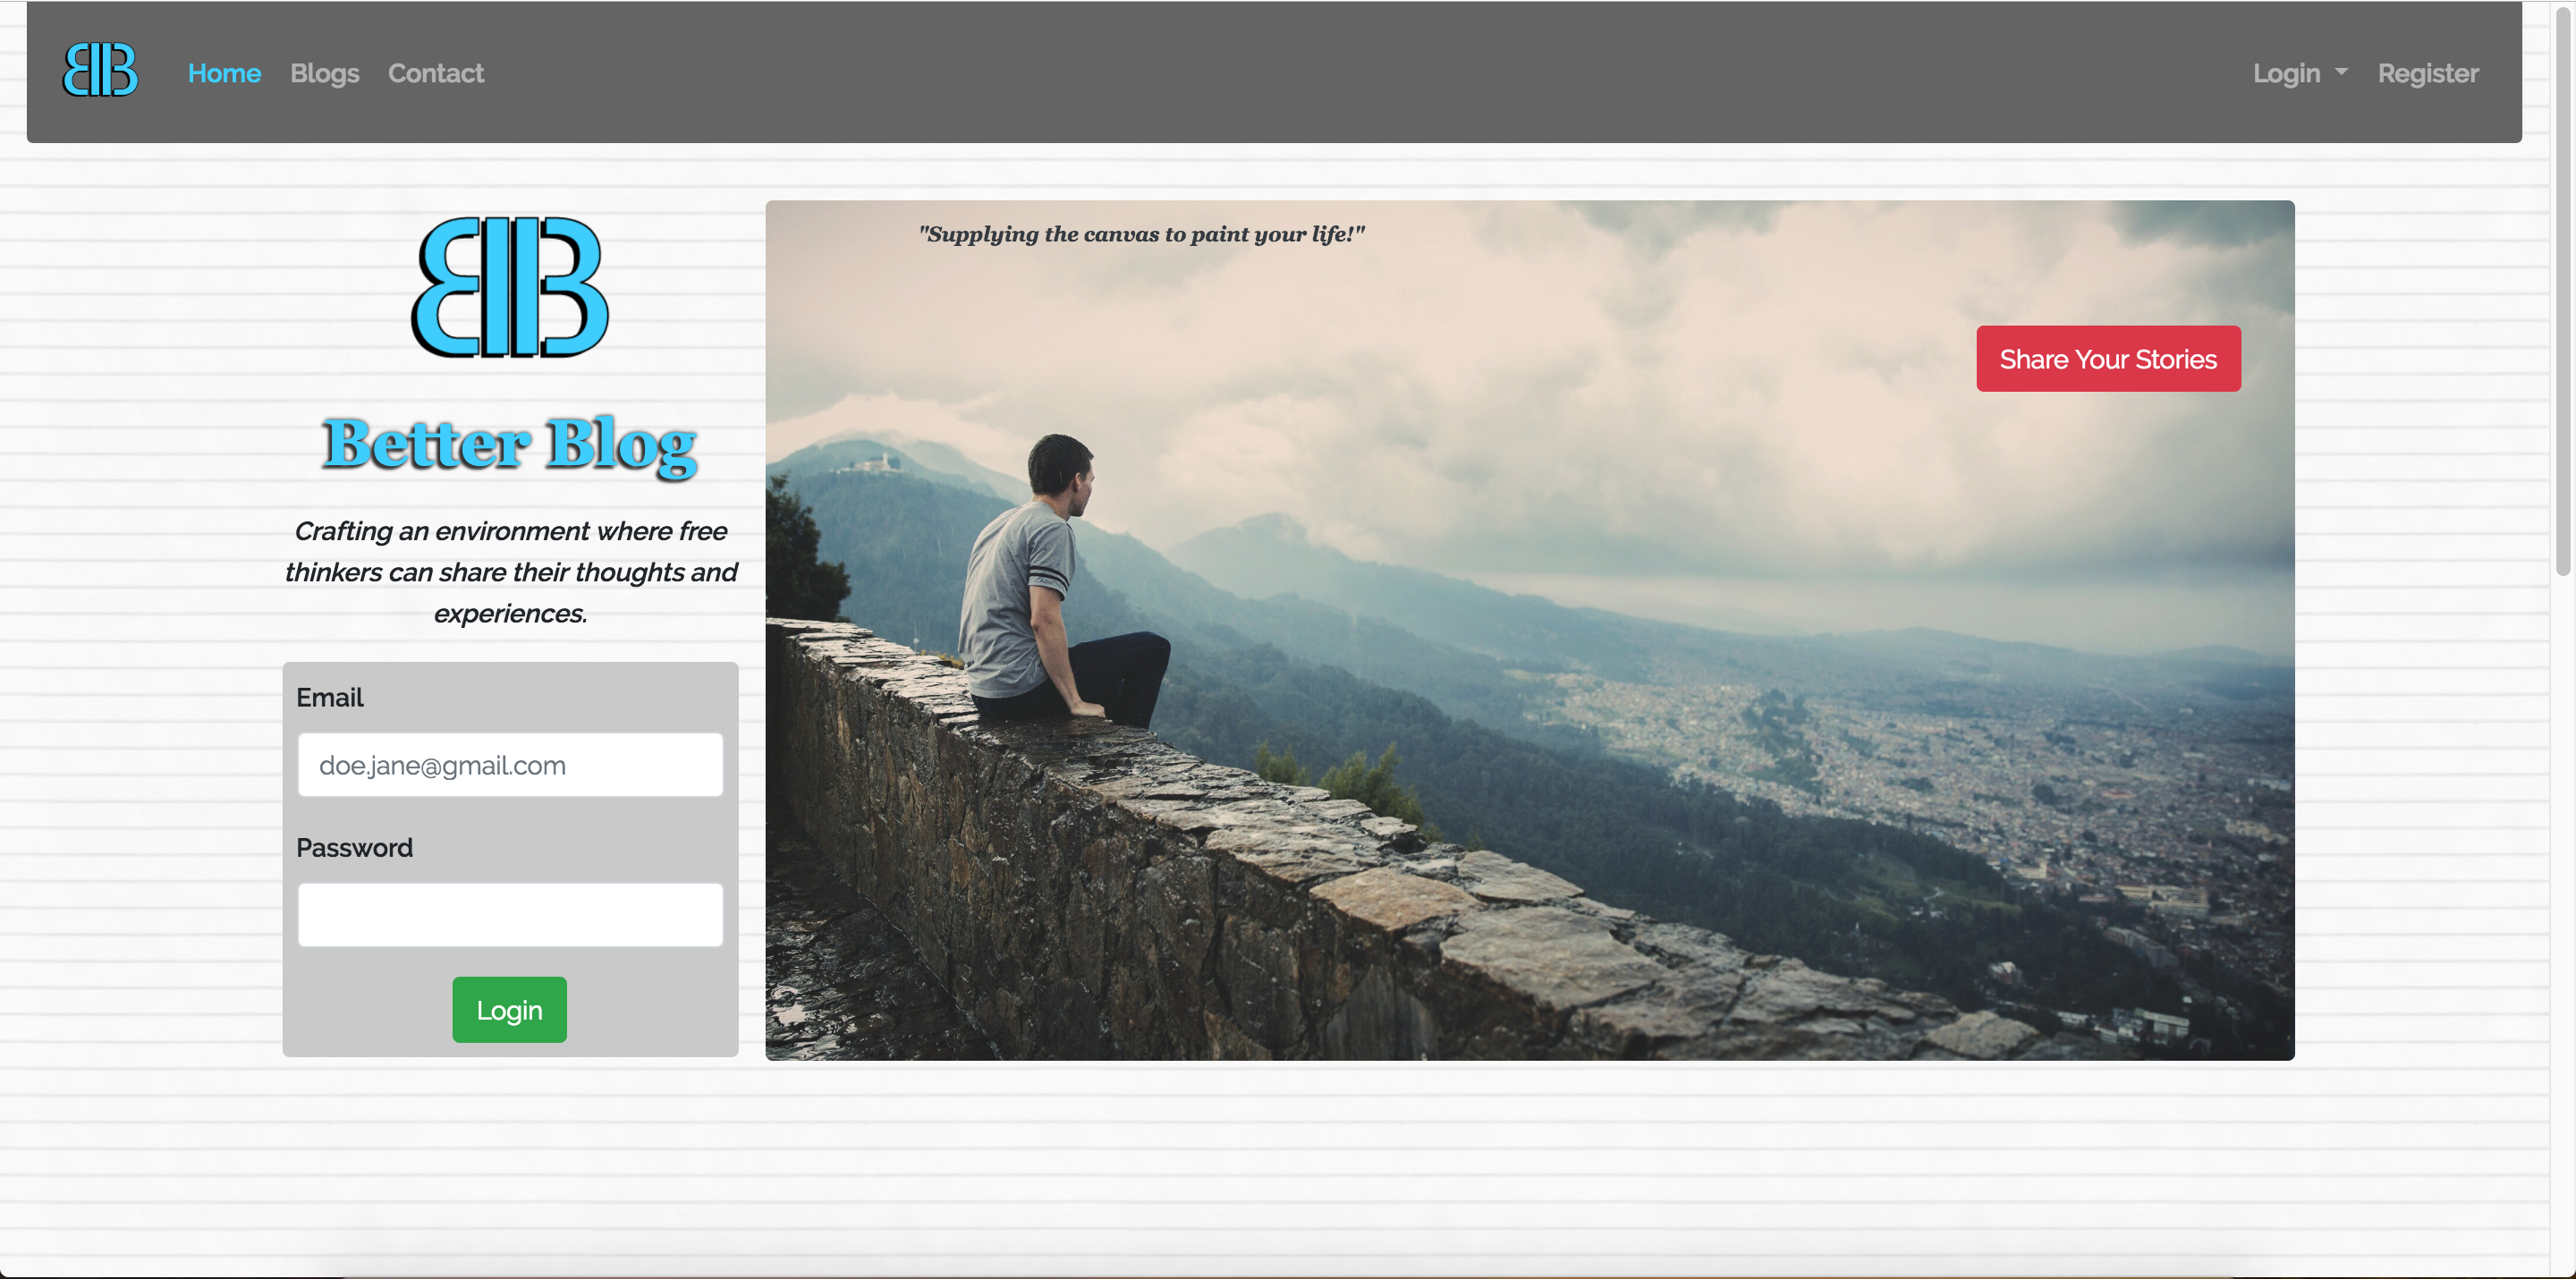 Home Blogs Contact Login Register
Better Blog
Crafting an environment where free
thinkers can share their thoughts and
experiences.
Email
doe.jane@gmail.com
Password
Login
"Supplying the canvas to paint your life!"
Share Your Stories